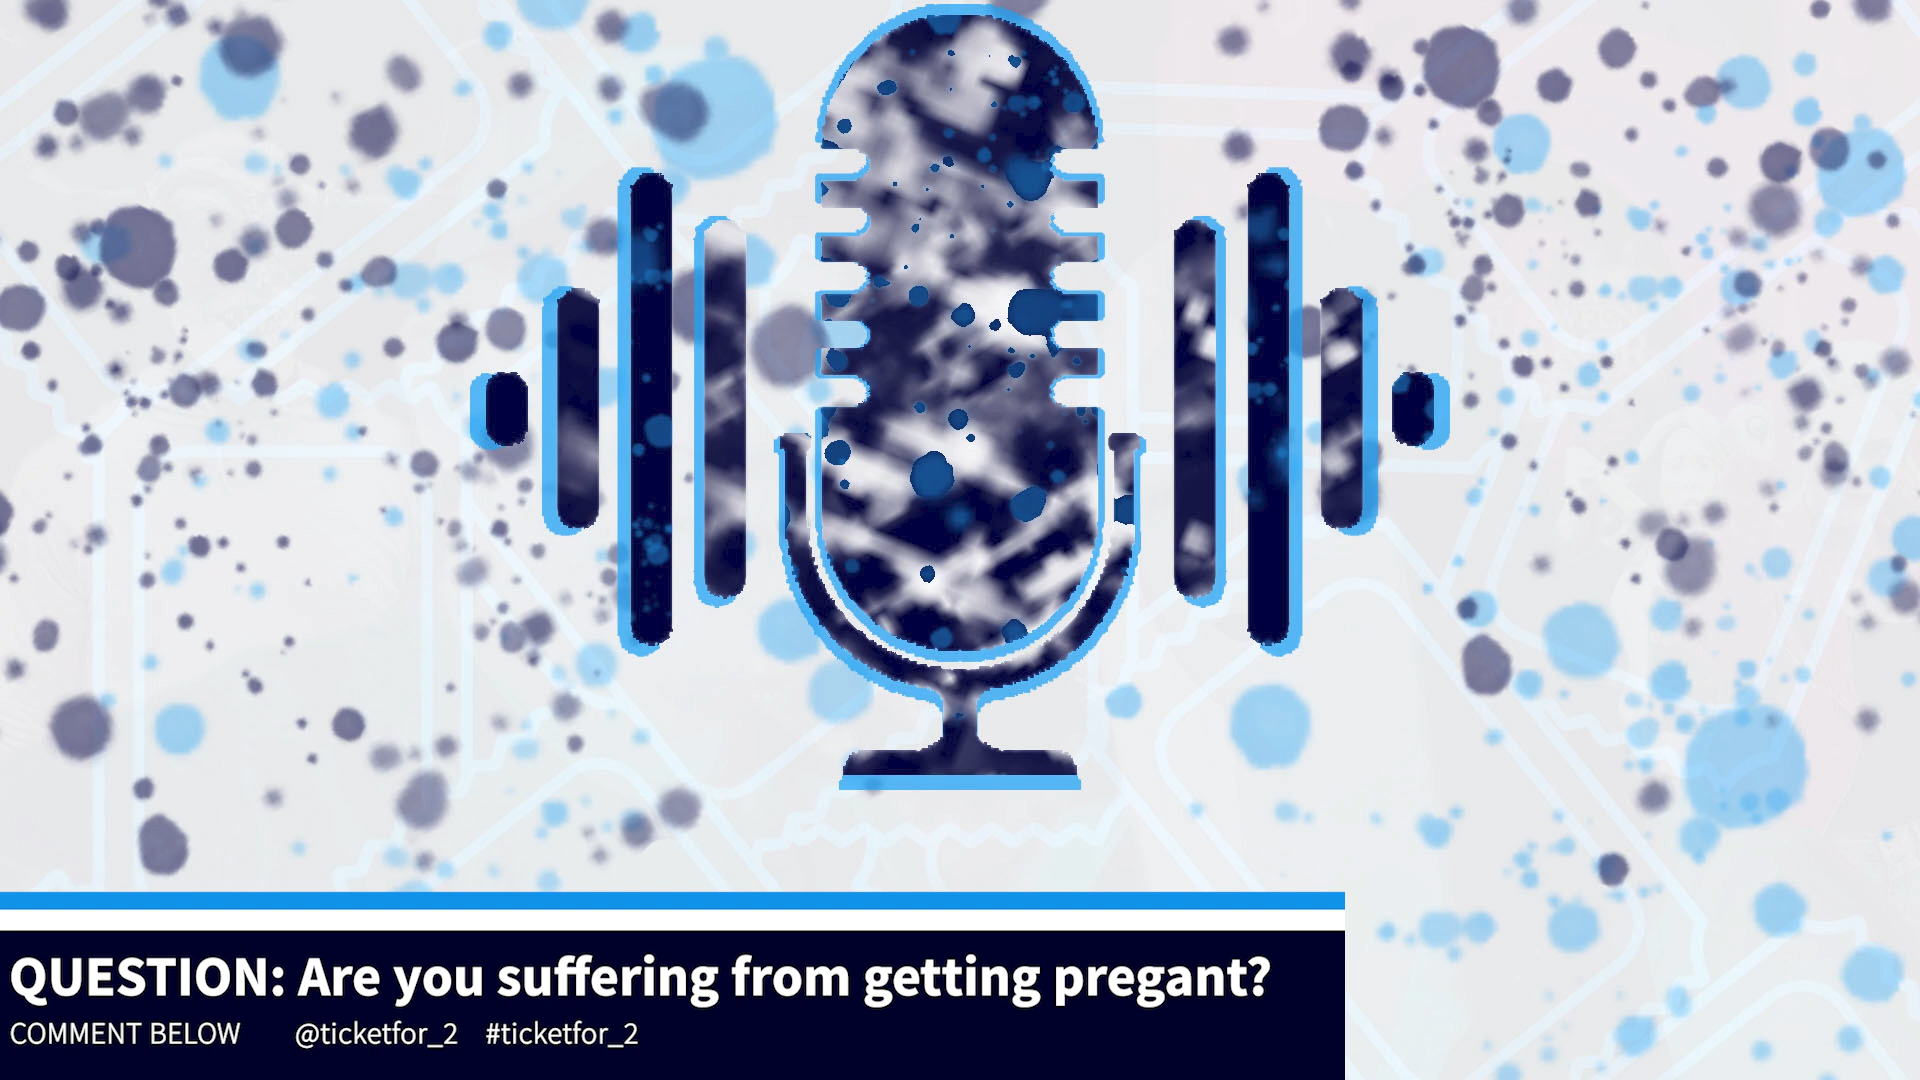 QUESTION: Are you suffering from getting pregant?
COMMENT BELOW @ticketfor_2 #ticketfor_2